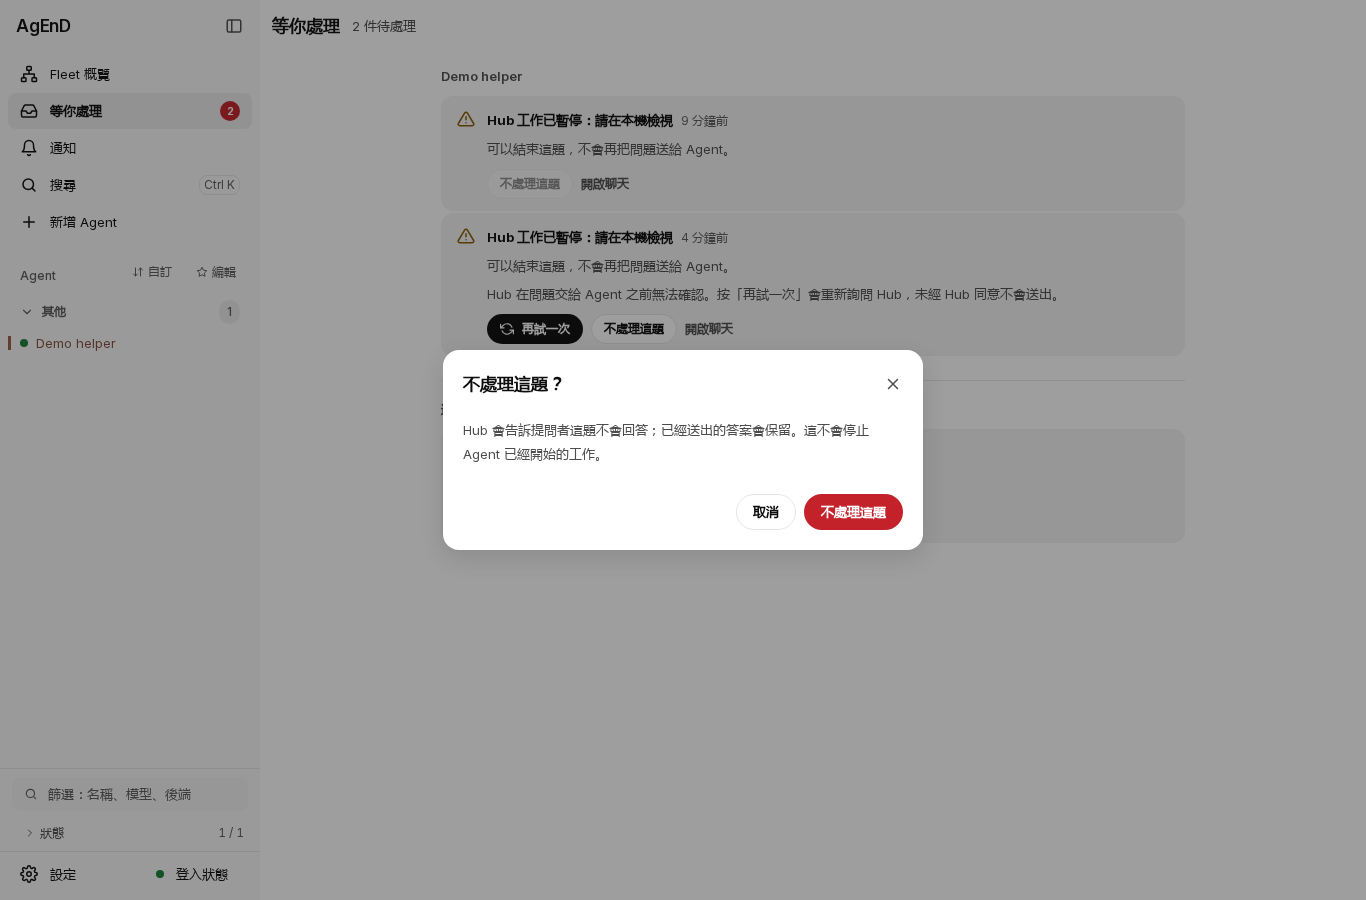 AgEnD
Fleet 概覽
等你處理
2
通知
搜尋
Ctrl K
新增 Agent
Agent
自訂
編輯
其他
1
Demo helper
篩選：名稱、模型、後端
狀態
1 / 1
設定
登入狀態
等你處理
2 件待處理
Demo helper
Hub 工作已暫停：請在本機檢視
9 分鐘前
可以結束這題，不會再把問題送給 Agent。
不處理這題
開啟聊天
Hub 工作已暫停：請在本機檢視
4 分鐘前
可以結束這題，不會再把問題送給 Agent。
Hub 在問題交給 Agent 之前無法確認。按「再試一次」會重新詢問 Hub，未經 Hub 同意不會送出。
再試一次
不處理這題
開啟聊天
不處理這題？
Hub 會告訴提問者這題不會回答；已經送出的答案會保留。這不會停止
Agent 已經開始的工作。
取消
不處理這題